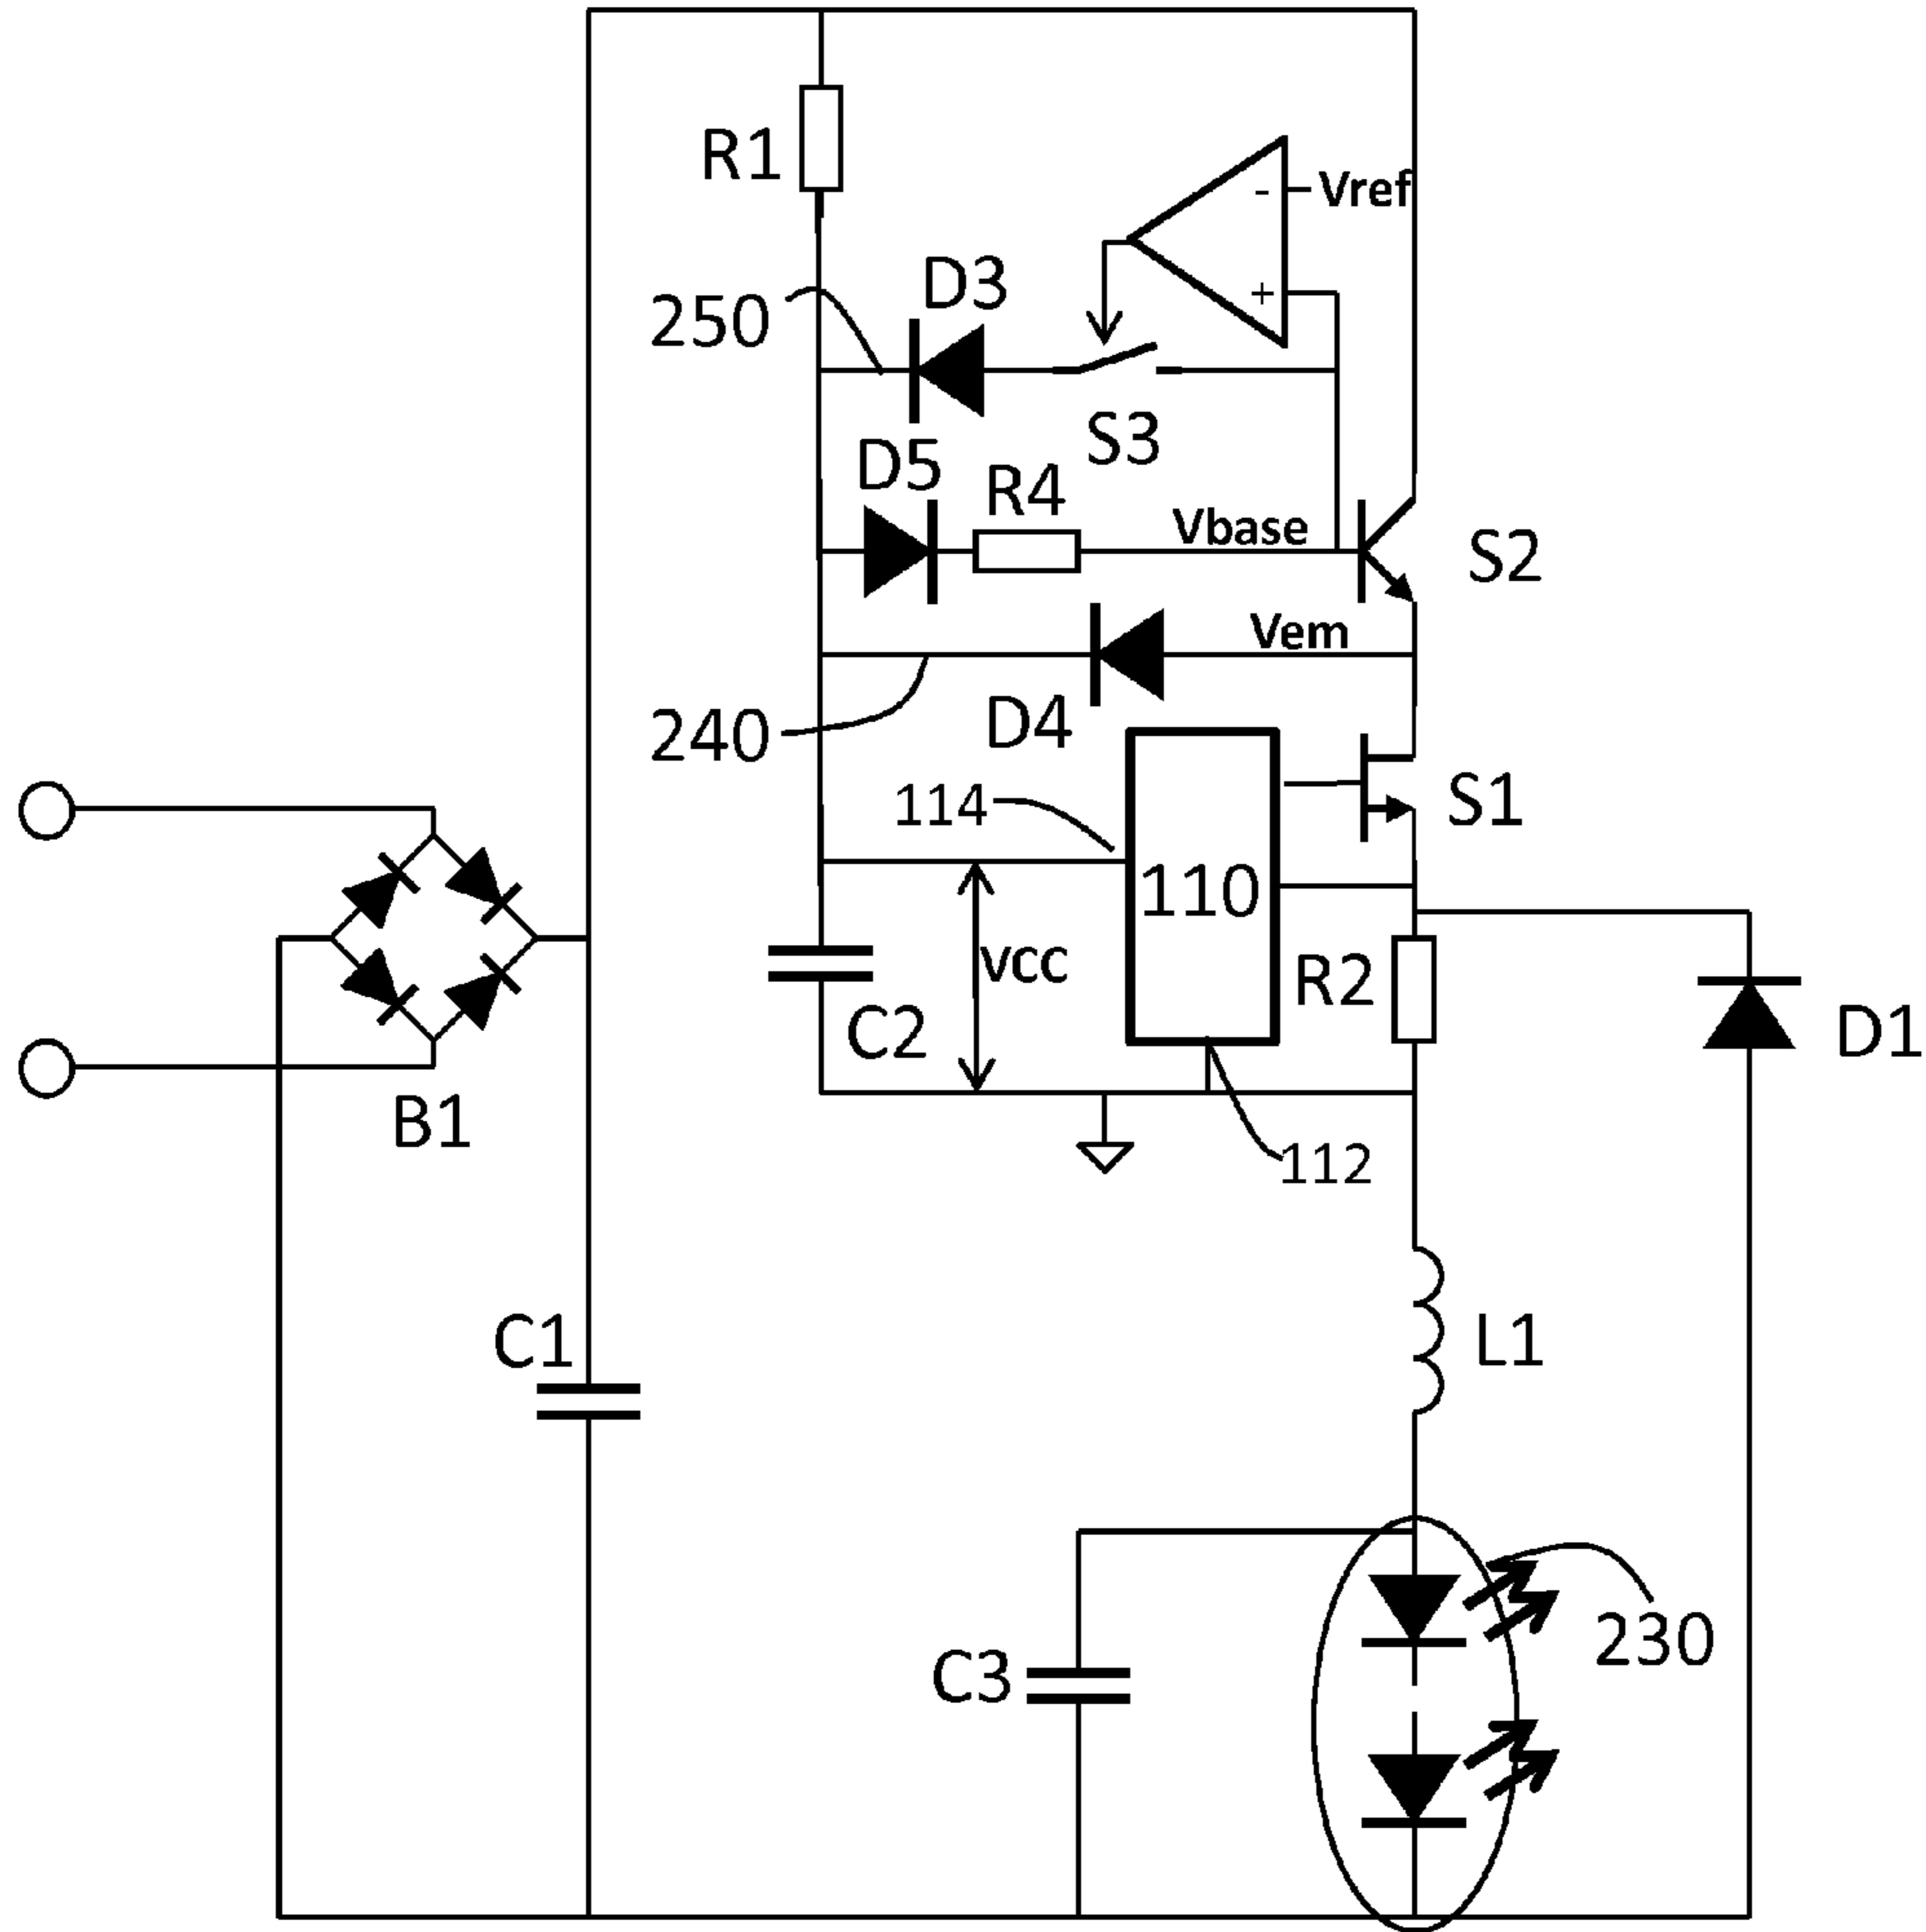 R1
-
Vref
250
D3
+
S3
D5
R4
Vbase
S2
Vem
240
D4
114
S1
110
vcc
R2
C2
D1
B1
112
C1
L1
C3
230